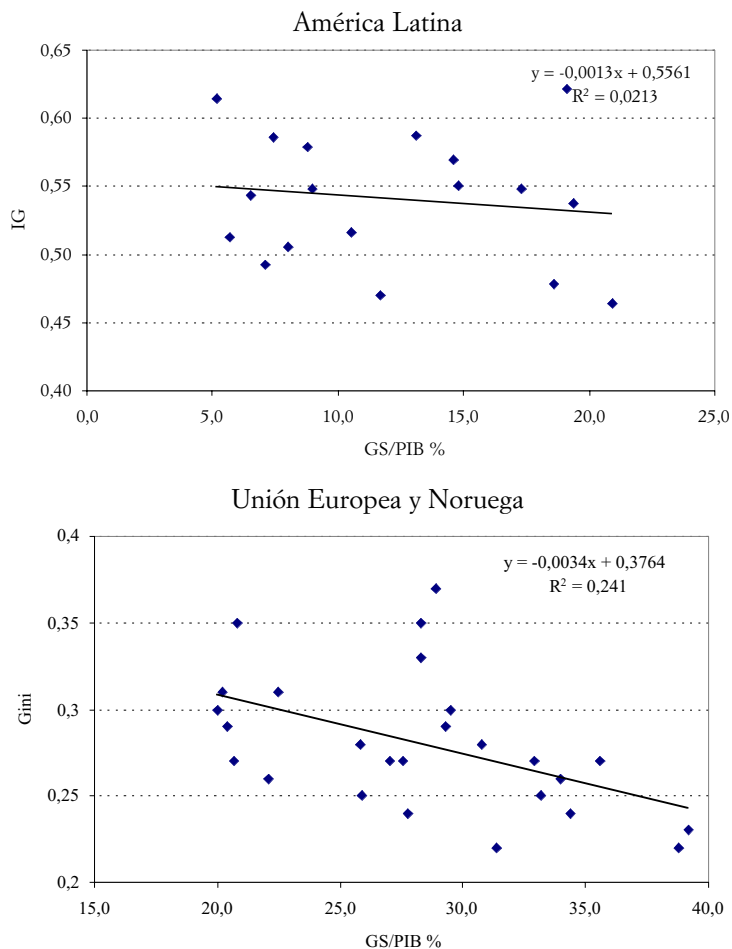 América Latina
0,65
y = -0,0013x + 0,5561
R² = 0,0213
0,60
0,55
IG
0,50
0,45
0,40
0,0 5,0 10,0 15,0 20,0 25,0
GS/PIB %
Unión Europea y Noruega
0,4
y = -0,0034x + 0,3764
R² = 0,241
0,35
Gini
0,3
0,25
0,2
15,0 20,0 25,0 30,0 35,0 40,0
GS/PIB %